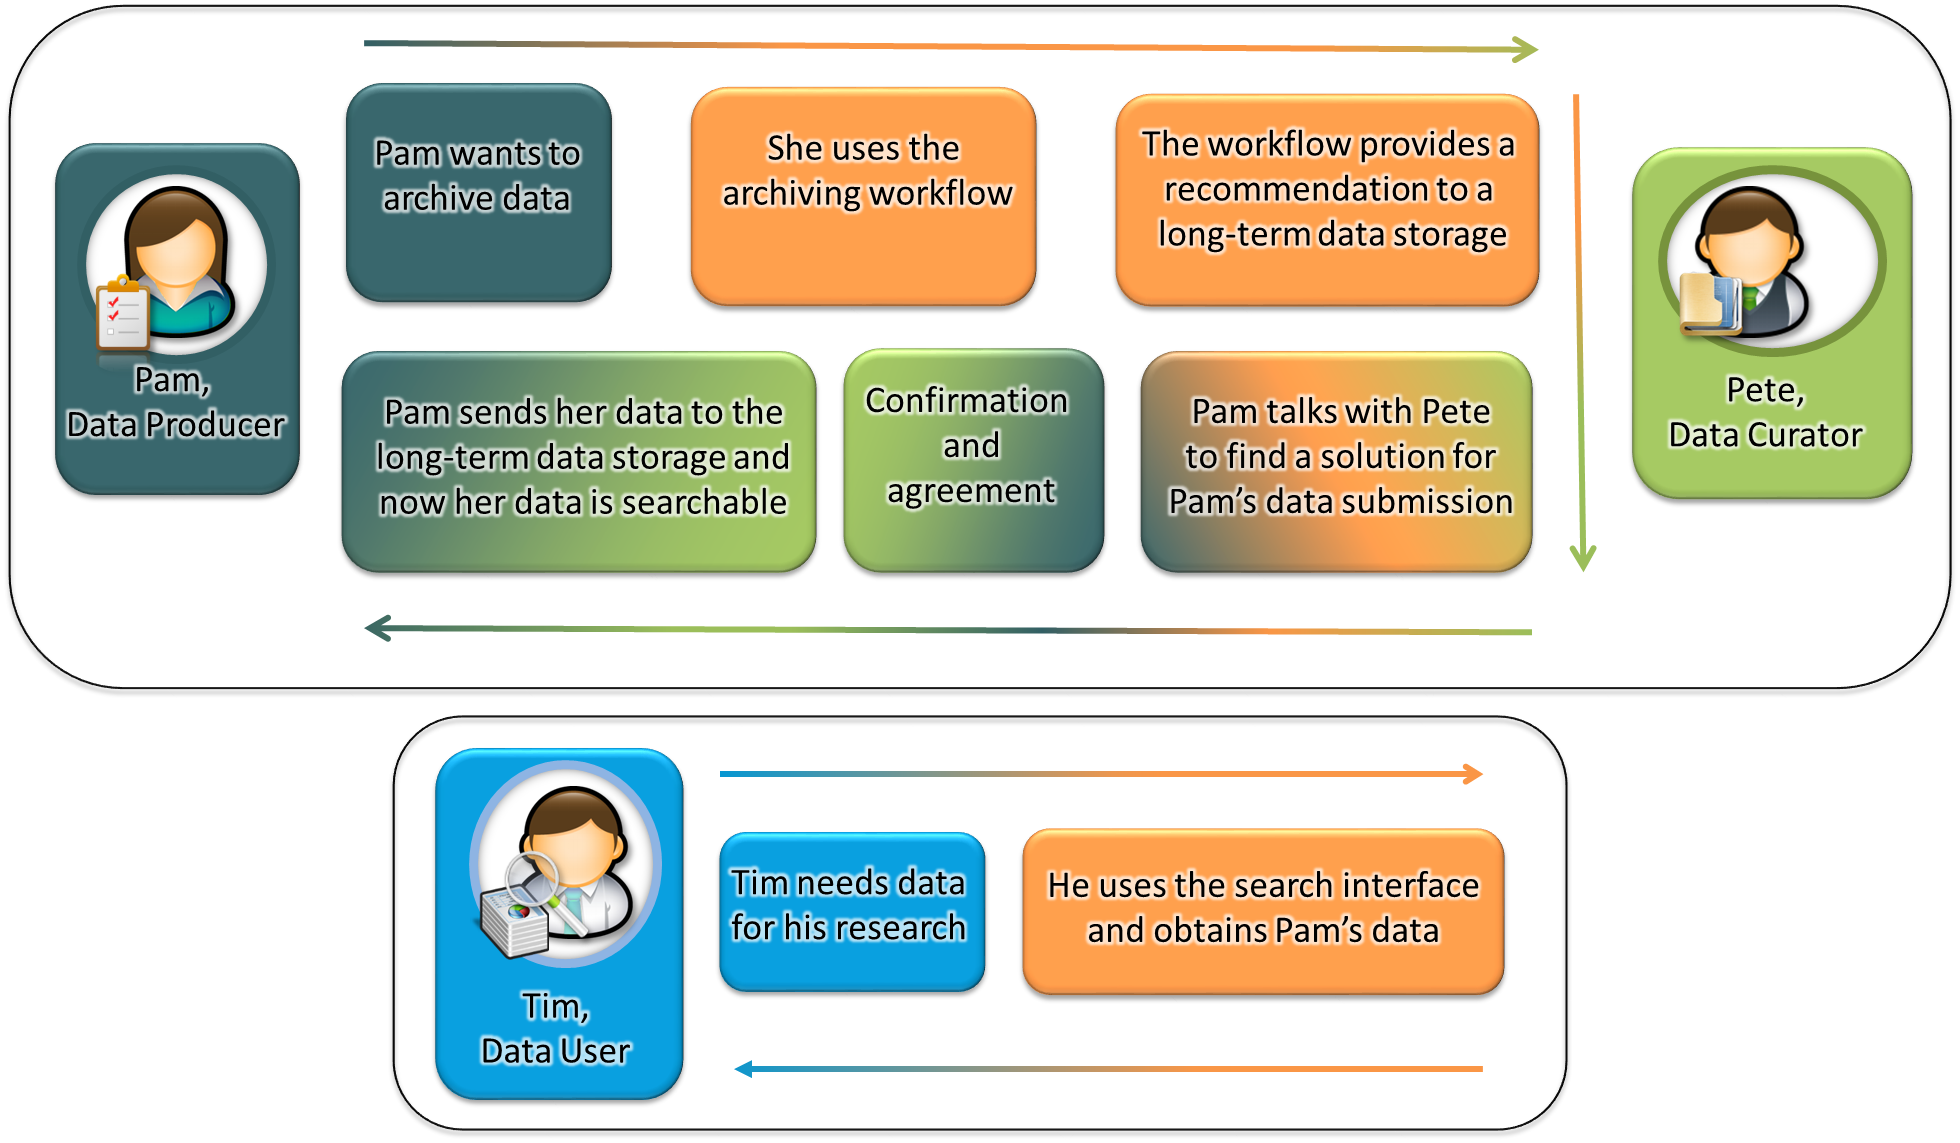 Pam wants to
archive data
She uses the
archiving workflow
The workflow provides a
recommendation to a
long-term data storage
Pam,
Data Producer
Pete,
Data Curator
Pam sends her data to the
long-term data storage and
now her data is searchable
Confirmation
and
agreement
Pam talks with Pete
to find a solution for
Pam’s data submission
Tim needs data
for his research
He uses the search interface
and obtains Pam’s data
Tim,
Data User